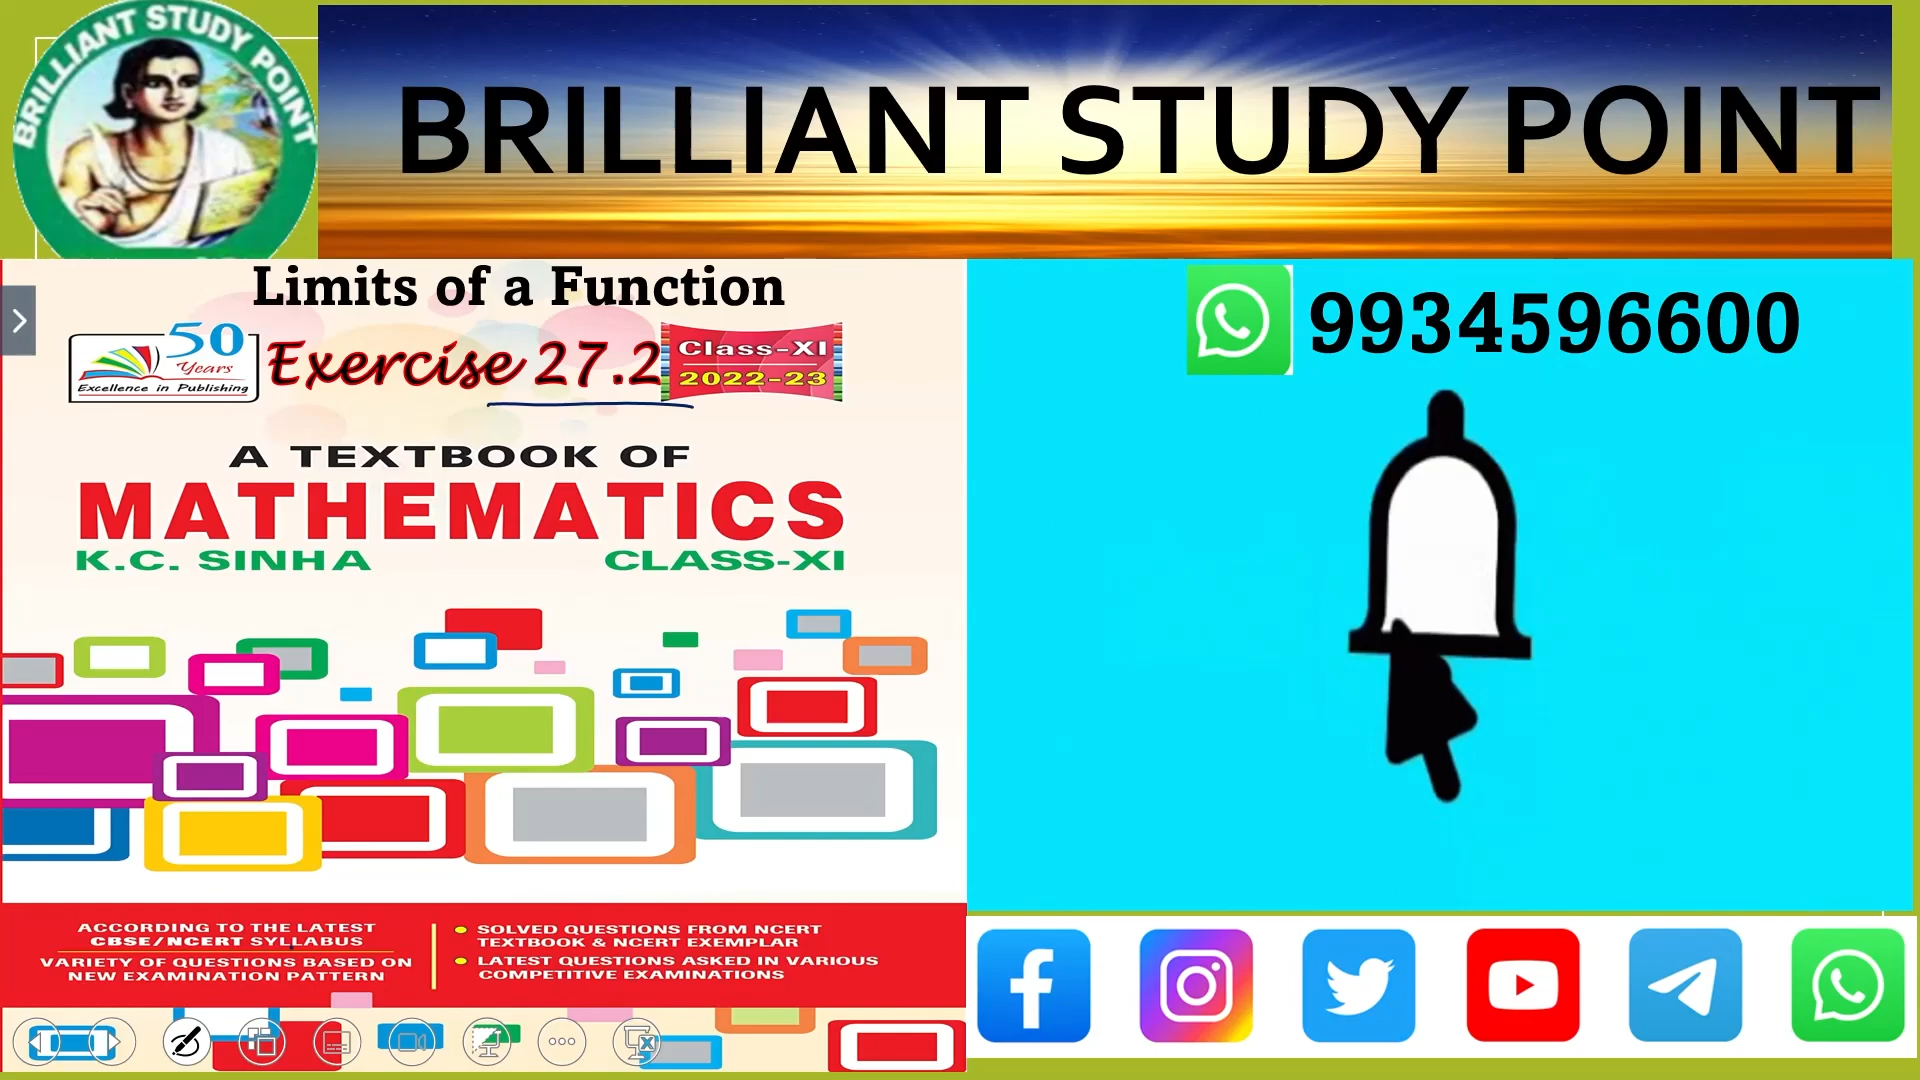 BRILLIANT STUDY POINT
BRILLIANT STUDY POINT
Limits of a Function
50
Years
Excellence in Publishing
Exercise 27.2
Class-XI
2022-23
A TEXTBOOK OF
MATHEMATICS
K.C. SINHA CLASS-XI
ACCORDING TO THE LATEST
CBSE/NCERT SYLLABUS
VARIETY OF QUESTIONS BASED ON
NEW EXAMINATION PATTERN
SOLVED QUESTIONS FROM NCERT
TEXTBOOK & NCERT EXEMPLAR
LATEST QUESTIONS ASKED IN VARIOUS
COMPETITIVE EXAMINATIONS
9934596600